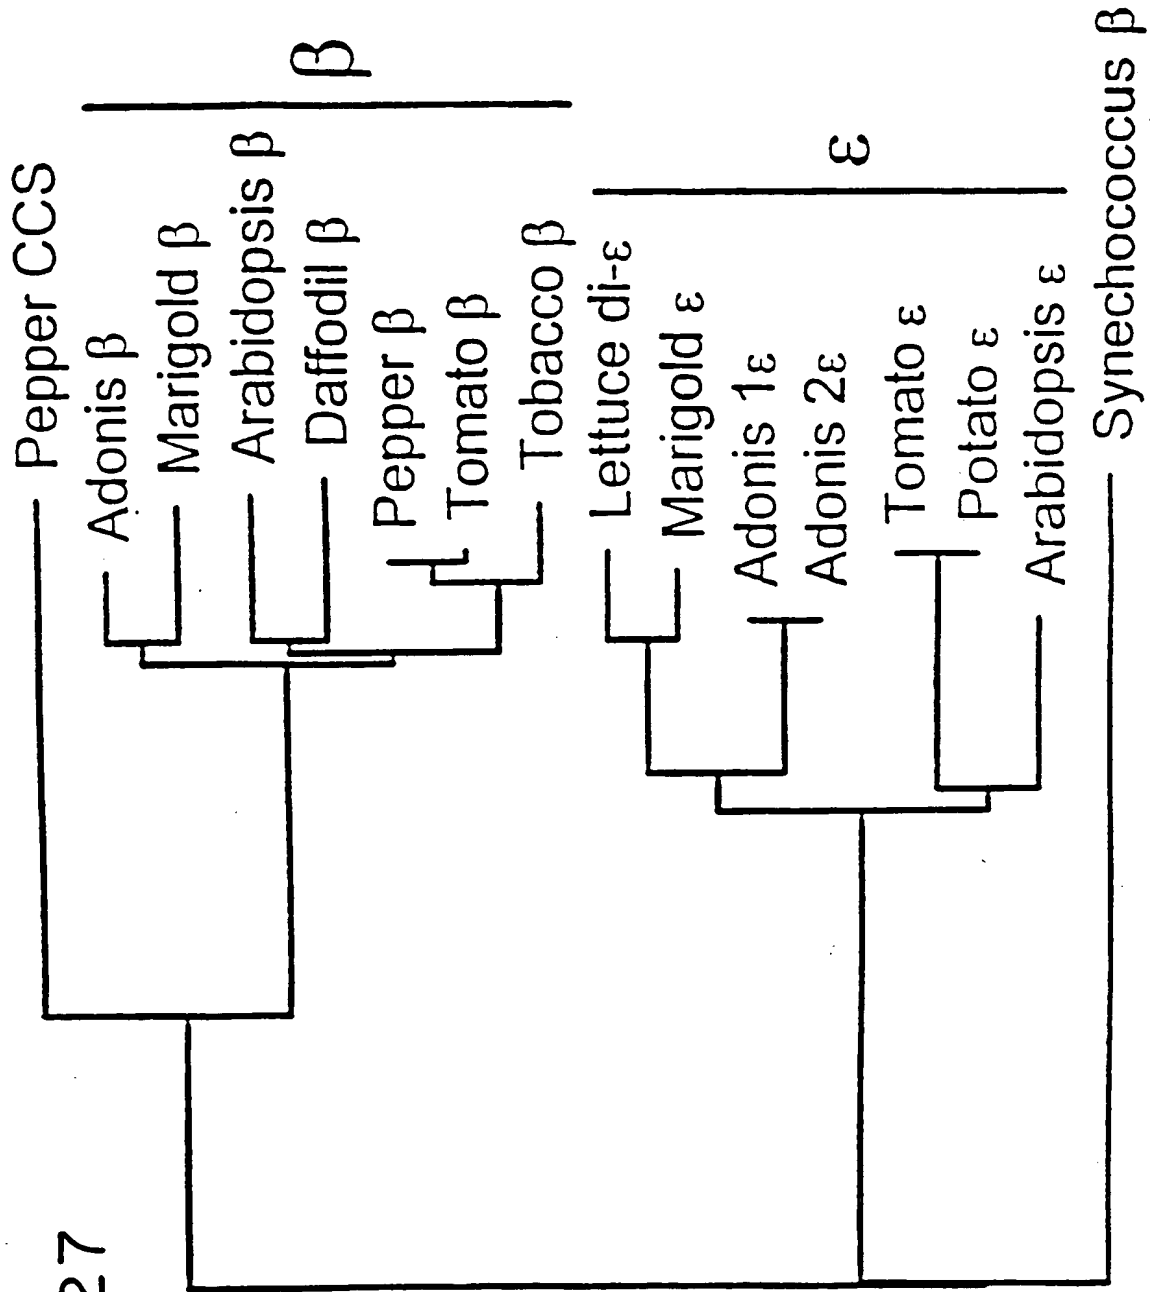 27
Pepper CCS
Adonis β
Marigold β
Arabidopsis β
Daffodil β
Pepper β
Tomato β
Tobacco β
β
Lettuce di-ε
Marigold ε
Adonis 1ε
Adonis 2ε
Tomato ε
Potato ε
Arabidopsis ε
ε
Synechococcus β